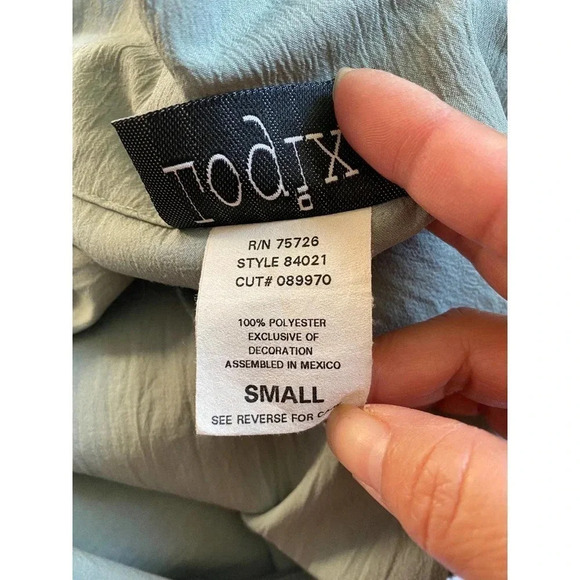 R/N 75726
STYLE 84021
CUT# 089970
100% POLYESTER
EXCLUSIVE OF
DECORATION
ASSEMBLED IN MEXICO
SMALL
SEE REVERSE FOR